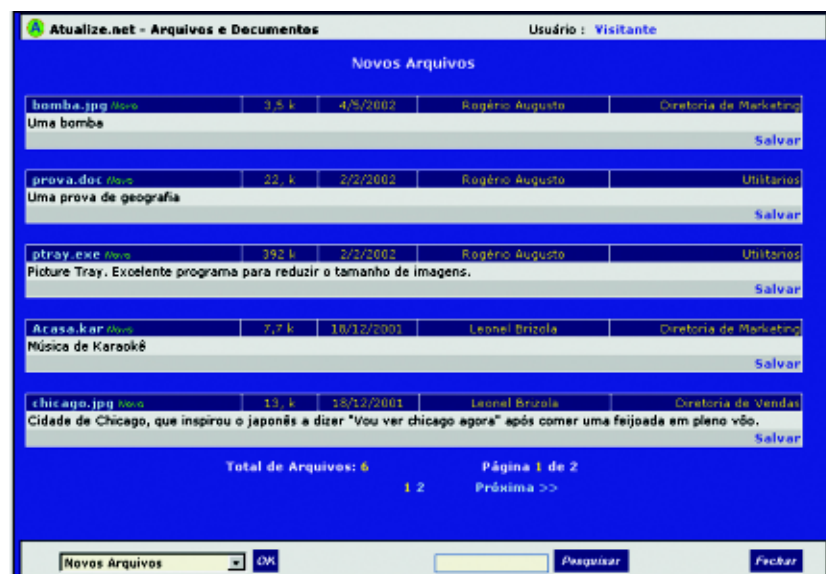 A Atualize.net - Arquivos e Documentos Usuário : Visitante
Novos Arquivos
bomba.jpg Novo 3,5 k 4/5/2002 Rogério Augusto Diretoria de Marketing
Uma bomba
Salvar
prova.doc Novo 22, k 2/2/2002 Rogério Augusto Utilitarios
Uma prova de geografia
Salvar
ptray.exe Novo 392 k 2/2/2002 Rogério Augusto Utilitarios
Picture Tray. Excelente programa para reduzir o tamanho de imagens.
Salvar
Acasa.kar Novo 7,7 k 18/12/2001 Leonel Brizola Diretoria de Marketing
Música de Karaokê
Salvar
chicago.jpg Novo 13, k 18/12/2001 Leonel Brizola Diretoria de Vendas
Cidade de Chicago, que inspirou o japonês a dizer "Vou ver chicago agora" após comer uma feijoada em pleno vôo.
Salvar
Total de Arquivos: 6 Página 1 de 2
1 2 Próxima >>
Novos Arquivos OK Pesquisar Fechar